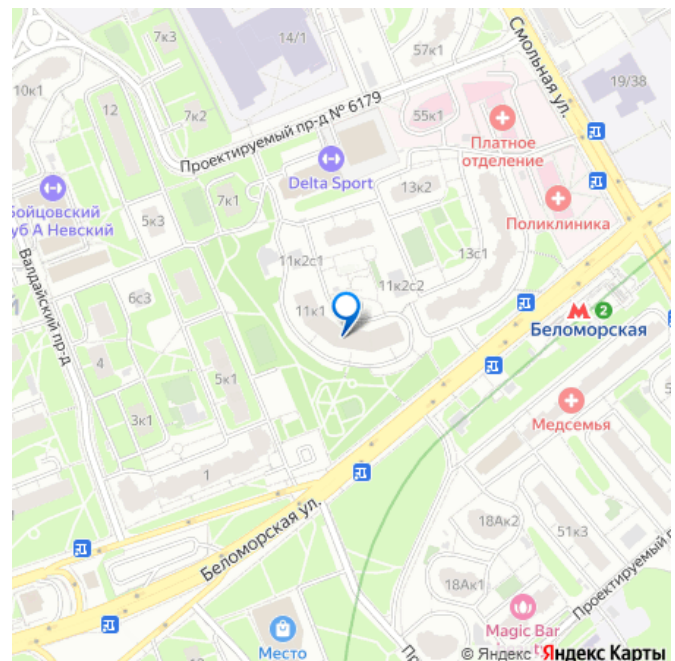 7к3
14/1
57к1
Смольная ул.
10к1
19/38
12
7к2
Проектируемый пр-д № 6179
55к1
Платное
отделение
Delta Sport
13к2
Бойцовский
луб А Невский
7к1
5к3
Поликлиника
Валдайский пр-д
11к2с1
13с1
11к2с2
6с3
11к1
М 2
Беломорская
4
5к1
3к1
Медсемья
1
Беломорская ул.
18Ак2
51к3
18Ак1
Проектируемый п
Magic Bar
Место
© Яндекс Яндекс Карты